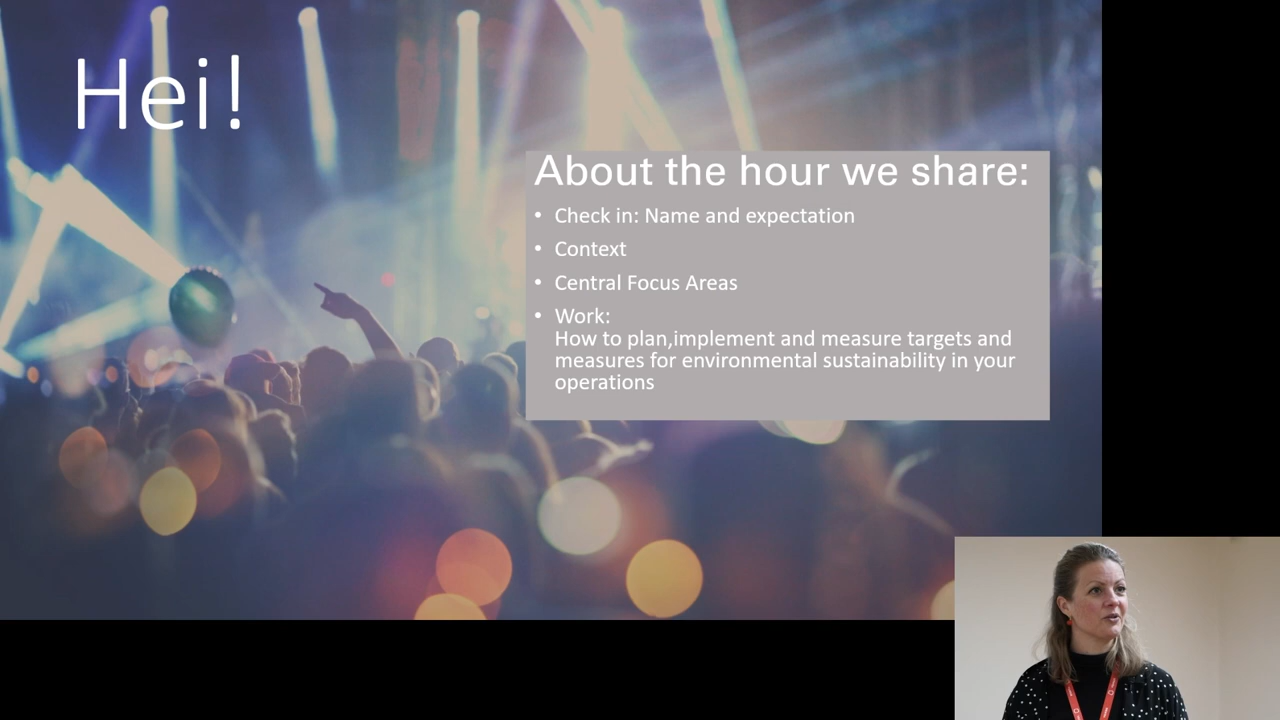 Hei!
About the hour we share:
• Check in: Name and expectation
• Context
• Central Focus Areas
• Work:
How to plan,implement and measure targets and
measures for environmental sustainability in your
operations